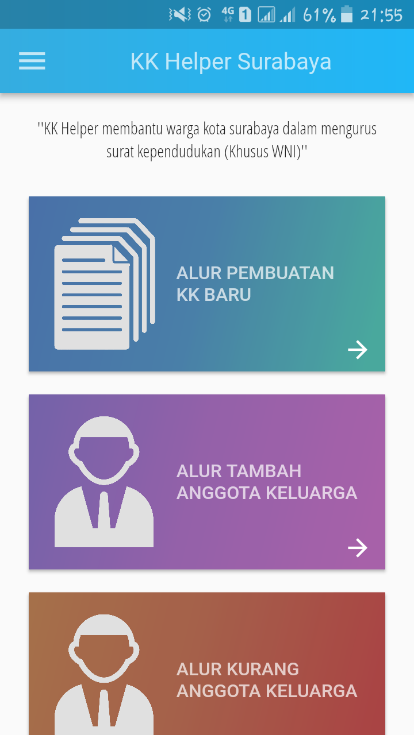 4G 1 61% 21:55
KK Helper Surabaya
"KK Helper membantu warga kota surabaya dalam mengurus
surat kependudukan (Khusus WNI)"
ALUR PEMBUATAN
KK BARU
ALUR TAMBAH
ANGGOTA KELUARGA
ALUR KURANG
ANGGOTA KELUARGA